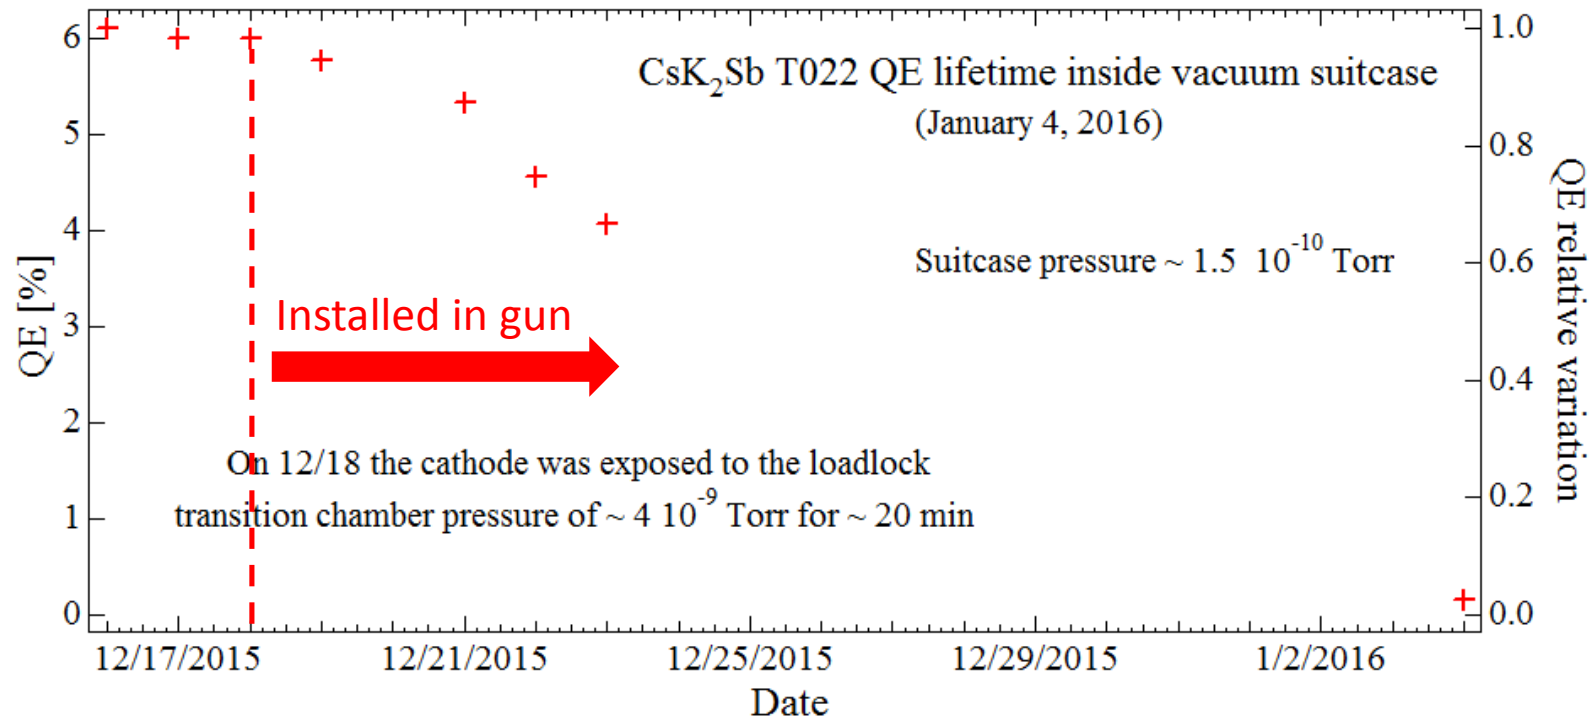 CsK₂Sb T022 QE lifetime inside vacuum suitcase
(January 4, 2016)
Suitcase pressure ~ 1.5 10⁻¹⁰ Torr
Installed in gun
On 12/18 the cathode was exposed to the loadlock
transition chamber pressure of ~ 4 10⁻⁹ Torr for ~ 20 min
QE [%]
6
5
4
3
2
1
0
1.0
0.8
0.6
0.4
0.2
0.0
QE relative variation
12/17/2015 12/21/2015 12/25/2015 12/29/2015 1/2/2016
Date